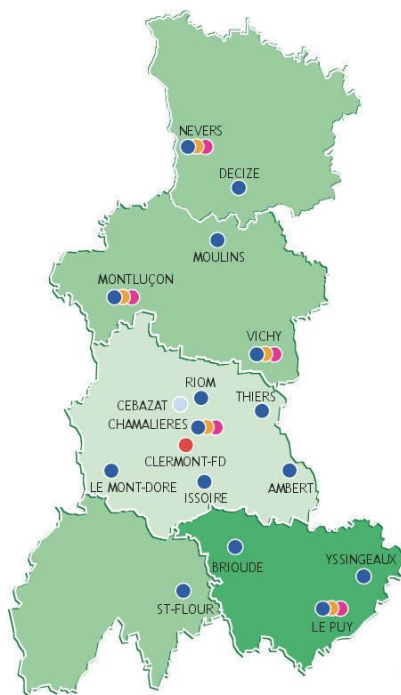 NEVERS
DECIZE
MOULINS
MONTLUÇON
VICHY
RIOM
THIERS
CEBAZAT
CHAMALIERES
CLERMONT-FD
LE MONT-DORE
AMBERT
ISSOIRE
BRIOUDE
YSSINGEAUX
ST-FLOUR
LE PUY